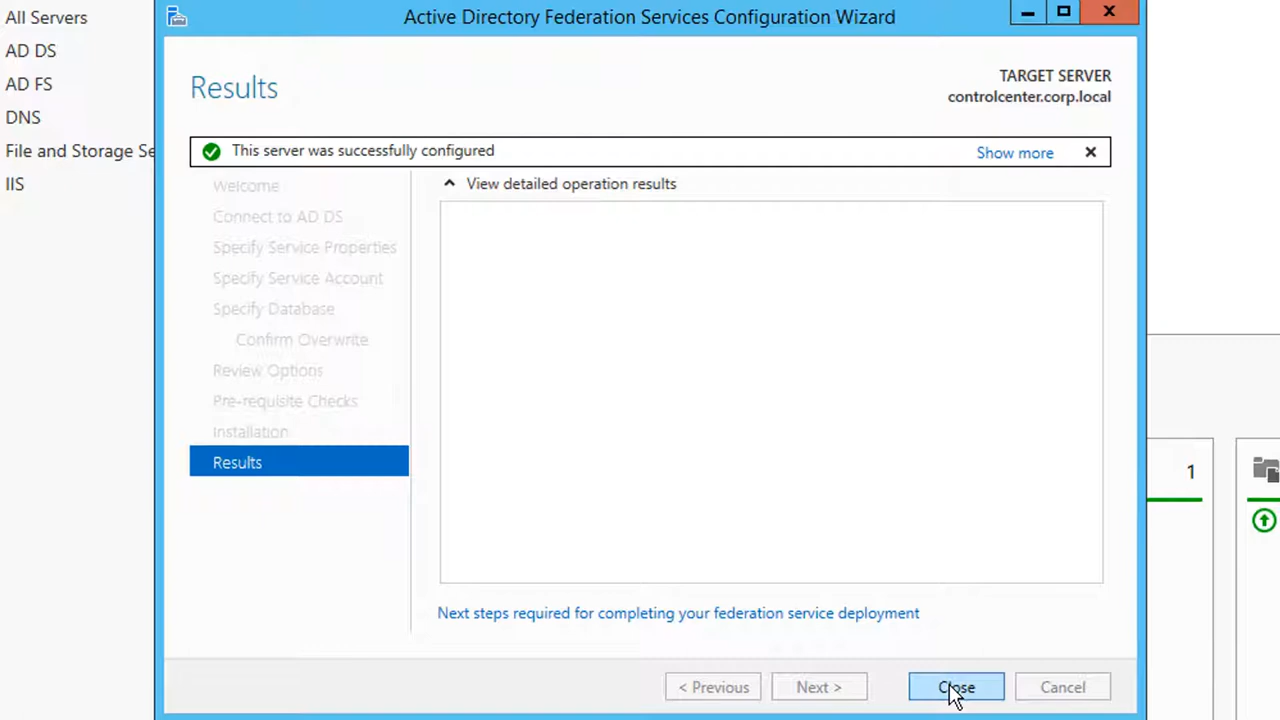 All Servers
AD DS
AD FS
DNS
File and Storage Se
IIS
Active Directory Federation Services Configuration Wizard
Results
TARGET SERVER
controlcenter.corp.local
This server was successfully configured
Show more
Welcome
Connect to AD DS
Specify Service Properties
Specify Service Account
Specify Database
Confirm Overwrite
Review Options
Pre-requisite Checks
Installation
Results
View detailed operation results
Next steps required for completing your federation service deployment
< Previous
Next >
Close
Cancel
1